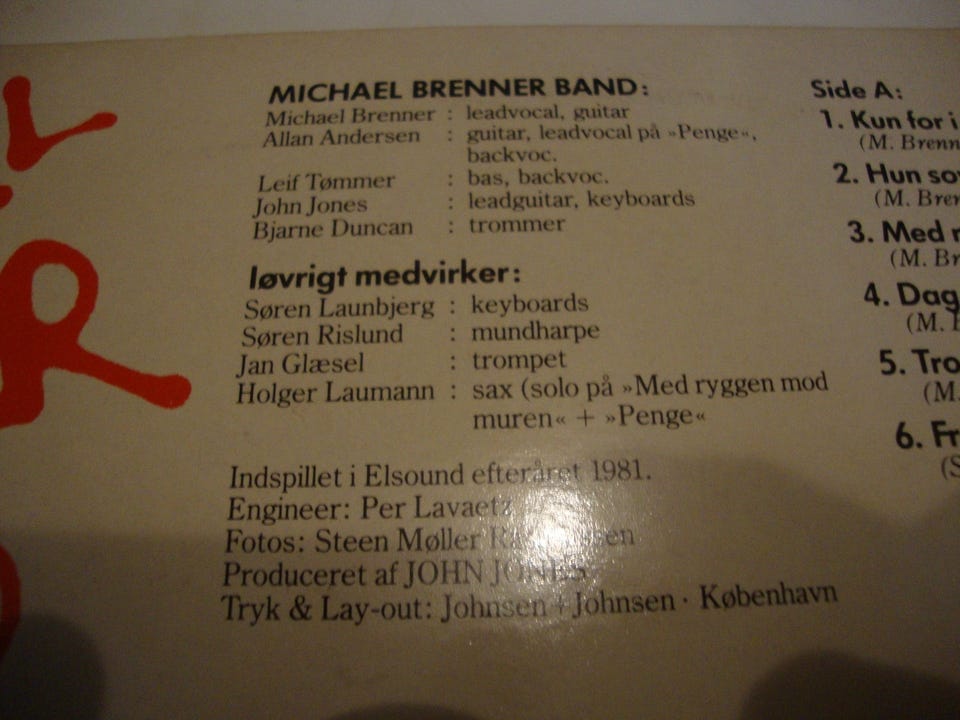 MICHAEL BRENNER BAND:
Michael Brenner : leadvocal, guitar
Allan Andersen : guitar, leadvocal på »Penge«,
backvoc.
Leif Tømmer : bas, backvoc.
John Jones : leadguitar, keyboards
Bjarne Duncan : trommer
Iøvrigt medvirker:
Søren Launbjerg : keyboards
Søren Rislund : mundharpe
Jan Glæsel : trompet
Holger Laumann : sax (solo på »Med ryggen mod
muren« + »Penge«
Indspillet i Elsound efteråret 1981.
Engineer: Per Lavaetz
Fotos: Steen Møller
Produceret af JOHN JONES
Tryk & Lay-out: Johnsen + Johnsen · København
Side A:
1. Kun for
(M.
2. Hun
(M.
3. Med
(M.
4. Dag
(M.
5.
(M.
6.